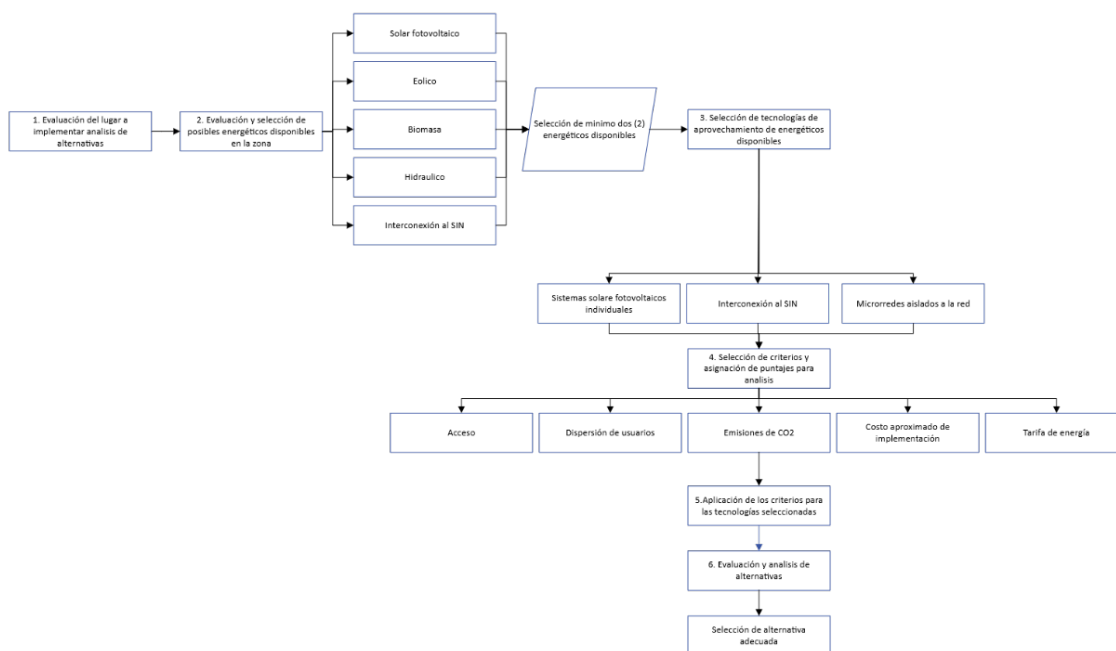 Solar fotovoltaico
Eolico
1. Evaluación del lugar a
implementar analisis de
alternativas
2. Evaluación y selección de
posibles energéticos disponibles
en la zona
Biomasa
Selección de minimo dos (2)
energéticos disponibles
3. Selección de tecnologías de
aprovechamiento de energéticos
disponibles
Hidraulico
Interconexión al SIN
Sistemas solare fotovoltaicos
individuales
Interconexión al SIN
Microrredes aislados a la red
4. Selección de criterios y
asignación de puntajes para
analisis
Acceso
Dispersión de usuarios
Emisiones de CO2
Costo aproximado de
implementación
Tarifa de energía
5.Aplicación de los criterios para
las tecnologías seleccionadas
6. Evaluación y analisis de
alternativas
Selección de alternativa
adecuada